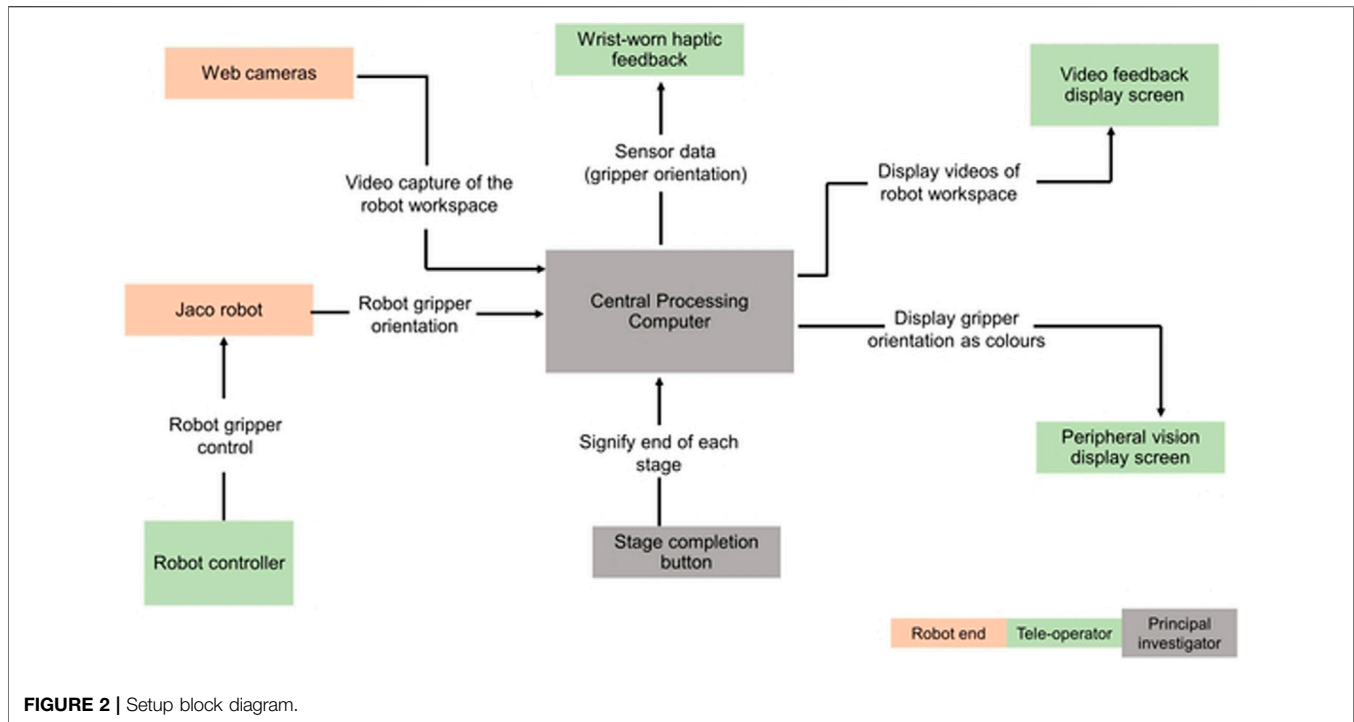 Web cameras
Wrist-worn haptic
feedback
Video feedback
display screen
Sensor data
(gripper orientation)
Video capture of the
robot workspace
Display videos of
robot workspace
Jaco robot
Robot gripper
orientation
Central Processing
Computer
Display gripper
orientation as colours
Robot gripper
control
Signify end of each
stage
Peripheral vision
display screen
Robot controller
Stage completion
button
Robot end
Tele-operator
Principal
investigator
FIGURE 2 | Setup block diagram.